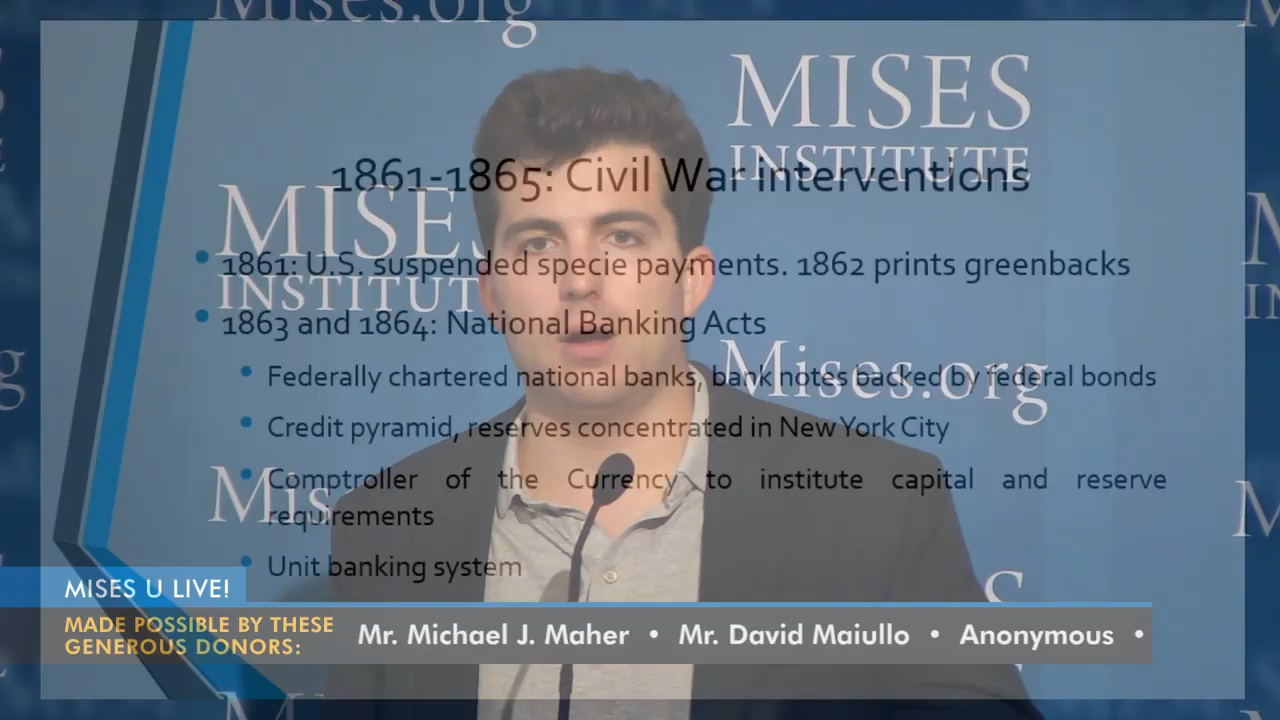 Mises.org
MISES
INSTITUTE
1861-1865: Civil War interventions
MISES
INSTITUT
• 1861: U.S. suspended specie payments. 1862 prints greenbacks
• 1863 and 1864: National Banking Acts
Mises.org
• Federally chartered national banks, bank notes backed by federal bonds
• Credit pyramid, reserves concentrated in New York City
Mis
• Comptroller of the Currency to institute capital and reserve
requirements
• Unit banking system
MISES U LIVE!
MADE POSSIBLE BY THESE
GENEROUS DONORS:
Mr. Michael J. Maher • Mr. David Maiullo • Anonymous •